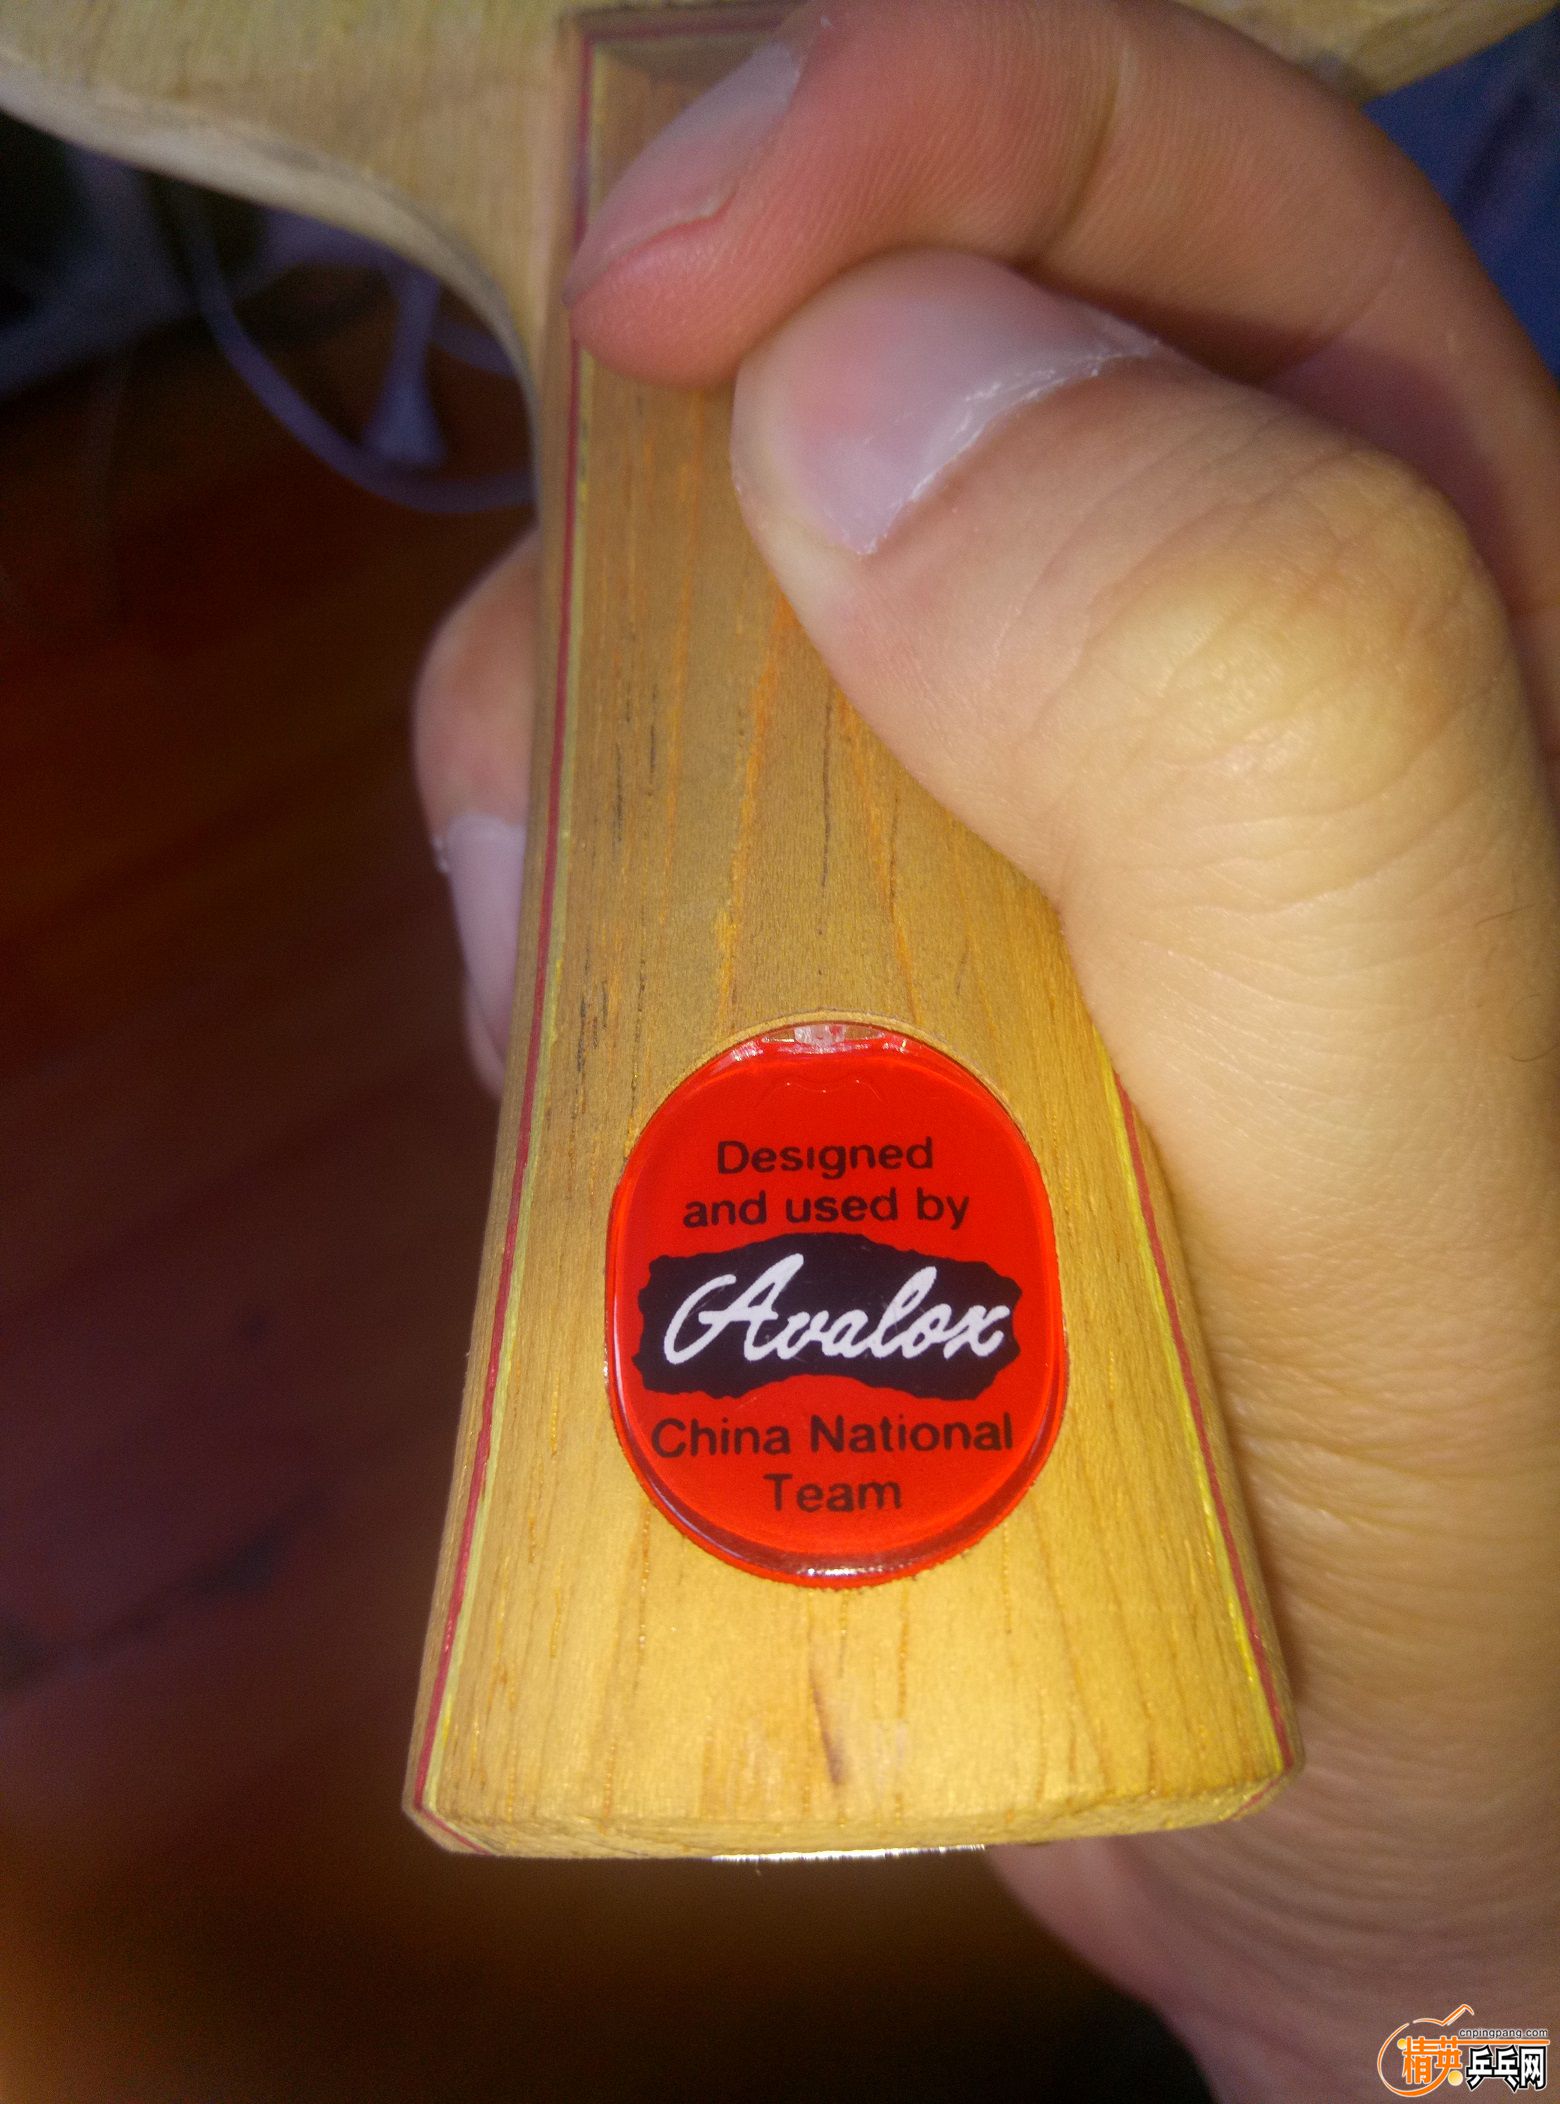 Designed
and used by
Avalox
China National
Team
cnpingpang.com
精英乒乓网